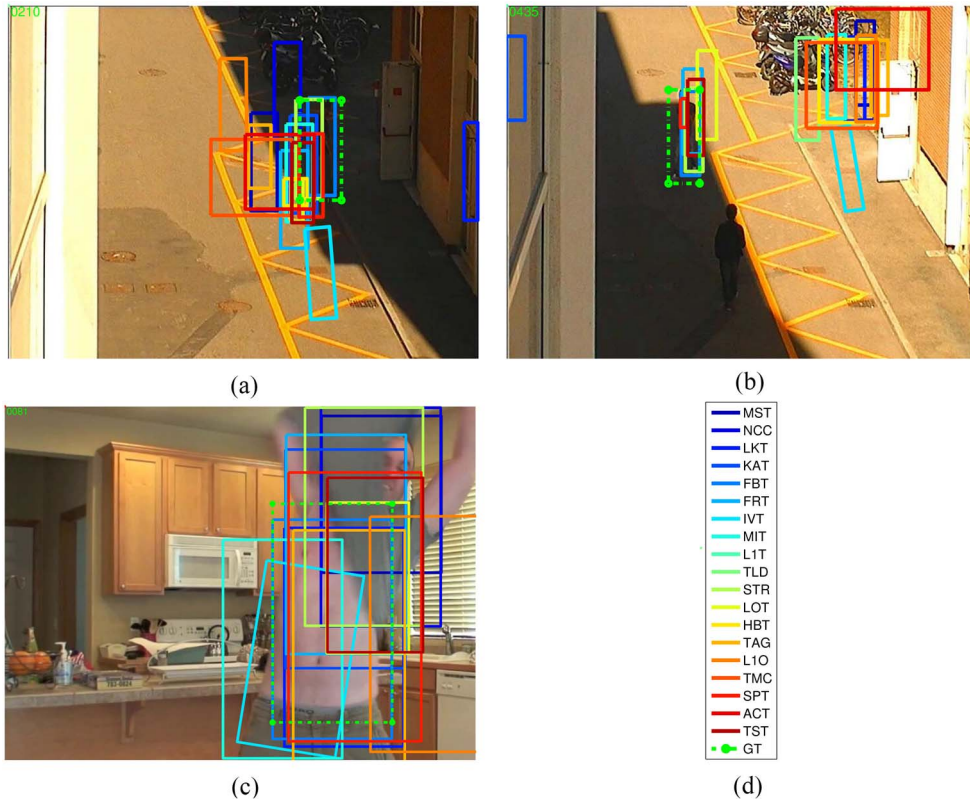 0210
0435
(a)
(b)
0081
MST
NCC
LKT
KAT
FBT
FRT
IVT
MIT
L1T
TLD
STR
LOT
HBT
TAG
L1O
TMC
SPT
ACT
TST
GT
(c)
(d)